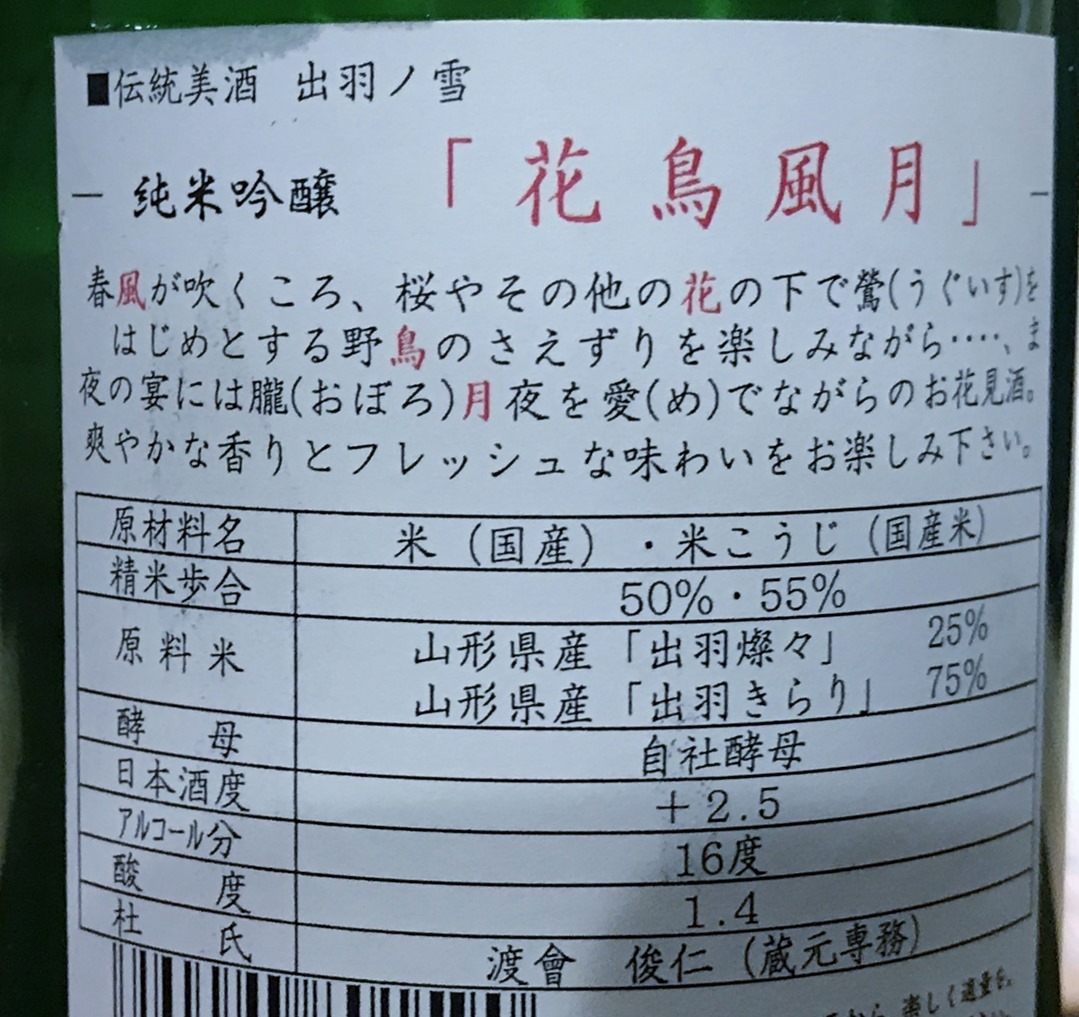 ■伝統美酒 出羽ノ雪
― 純米吟醸 「花鳥風月」 ―
春風が吹くころ、桜やその他の花の下で鶯(うぐいす)を
はじめとする野鳥のさえずりを楽しみながら‥‥、ま
夜の宴には朧(おぼろ)月夜を愛(め)でながらのお花見酒。
爽やかな香りとフレッシュな味わいをお楽しみ下さい。
原材料名 米（国産）・米こうじ（国産米）
精米歩合 50%・55%
原料米 山形県産「出羽燦々」 25%
山形県産「出羽きらり」 75%
酵母 自社酵母
日本酒度 +2.5
アルコール分 16度
酸度 1.4
杜氏 渡會 俊仁（蔵元専務）
から、楽しく適量を。